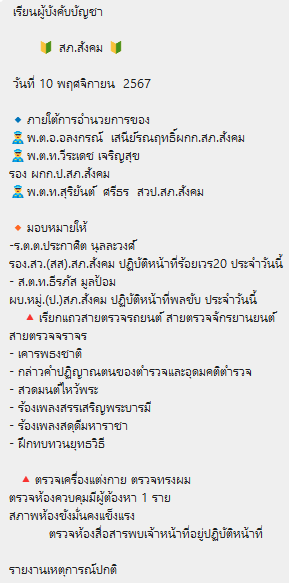 เรียนผู้บังคับบัญชา
🔰 สภ.สังคม 🔰
วันที่ 10 พฤศจิกายน 2567
🔹ภายใต้การอำนวยการของ
👮พ.ต.อ.อลงกรณ์ เสนีย์รณฤทธิ์ผกก.สภ.สังคม
👮พ.ต.ท.วีระเดช เจริญสุข
รอง ผกก.ป.สภ.สังคม
👮พ.ต.ท.สุริยันต์ ศรีธร สวป.สภ.สังคม
🔸มอบหมายให้
-ร.ต.ต.ประกาศิต นุลละวงศ์
รอง.สว.(สส).สภ.สังคม ปฏิบัติหน้าที่ร้อยเวร20 ประจำวันนี้
- ส.ต.ท.ธีรภัส มูลป้อม
ผบ.หมู่.(ป.)สภ.สังคม ปฏิบัติหน้าที่พลขับ ประจำวันนี้
🔺เรียกแถวสายตรวจรถยนต์ สายตรวจจักรยานยนต์
สายตรวจจราจร
- เคารพธงชาติ
- กล่าวคำปฏิญาณตนของตำรวจและอุดมคติตำรวจ
- สวดมนต์ไหว้พระ
- ร้องเพลงสรรเสริญพระบารมี
- ร้องเพลงสดุดีมหาราชา
- ฝึกทบทวนยุทธวิธี
🔺ตรวจเครื่องแต่งกาย ตรวจทรงผม
ตรวจห้องควบคุมมีผู้ต้องหา 1 ราย
สภาพห้องขังมั่นคงแข็งแรง
ตรวจห้องสื่อสารพบเจ้าหน้าที่อยู่ปฏิบัติหน้าที่
รายงานเหตุการณ์ปกติ